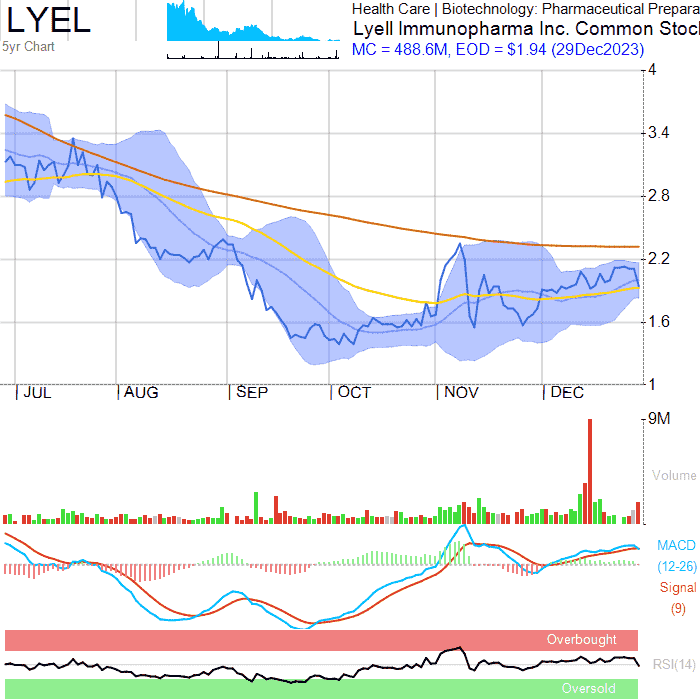 LYEL
5yr Chart
Health Care | Biotechnology: Pharmaceutical Prepara
Lyell Immunopharma Inc. Common Stoc
MC = 488.6M, EOD = $1.94 (29Dec2023)
4
3.4
2.8
2.2
1.6
1
JUL AUG SEP OCT NOV DEC
9M
Volume
MACD
(12-26)
Signal
(9)
Overbought
RSI(14)
Oversold